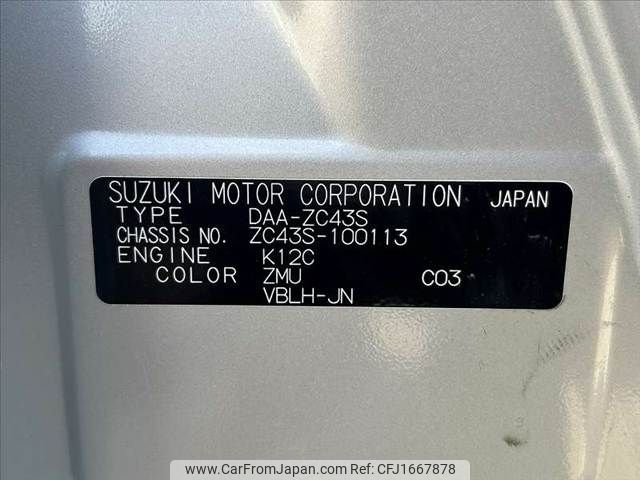 SUZUKI MOTOR CORPORATION JAPAN
TYPE DAA-ZC43S
CHASSIS NO. ZC43S-100113
ENGINE K12C
COLOR ZMU C03
VBLH-JN
www.CarFromJapan.com CFJ1667878